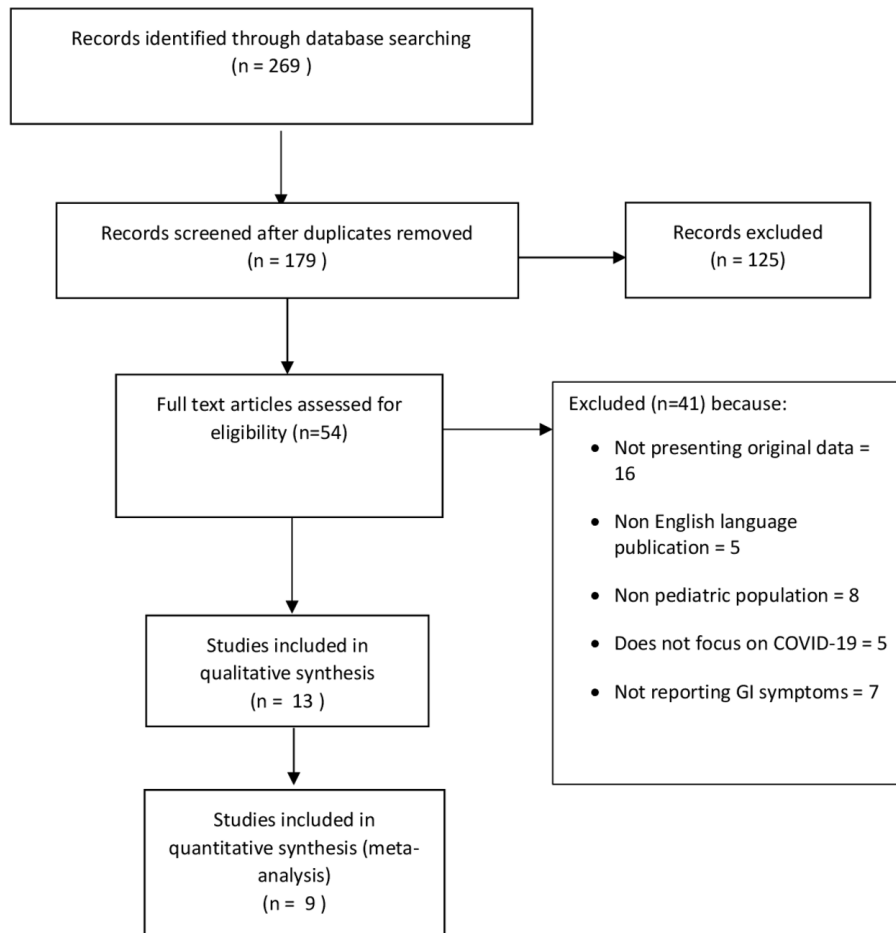 Records identified through database searching
(n = 269 )
Records screened after duplicates removed
(n = 179 )
Records excluded
(n = 125)
Full text articles assessed for
eligibility (n=54)
Excluded (n=41) because:
• Not presenting original data =
16
• Non English language
publication = 5
• Non pediatric population = 8
• Does not focus on COVID-19 = 5
• Not reporting GI symptoms = 7
Studies included in
qualitative synthesis
(n = 13 )
Studies included in
quantitative synthesis (meta-
analysis)
(n = 9 )